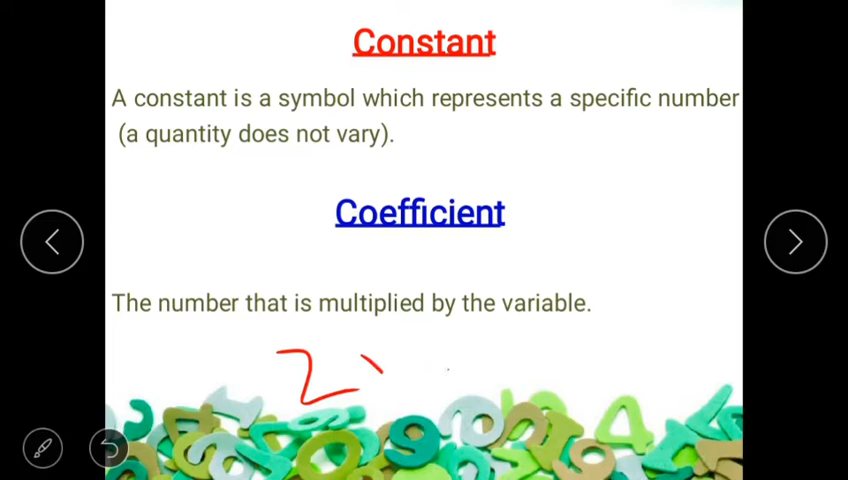 Constant
A constant is a symbol which represents a specific number
(a quantity does not vary).
Coefficient
The number that is multiplied by the variable.
2